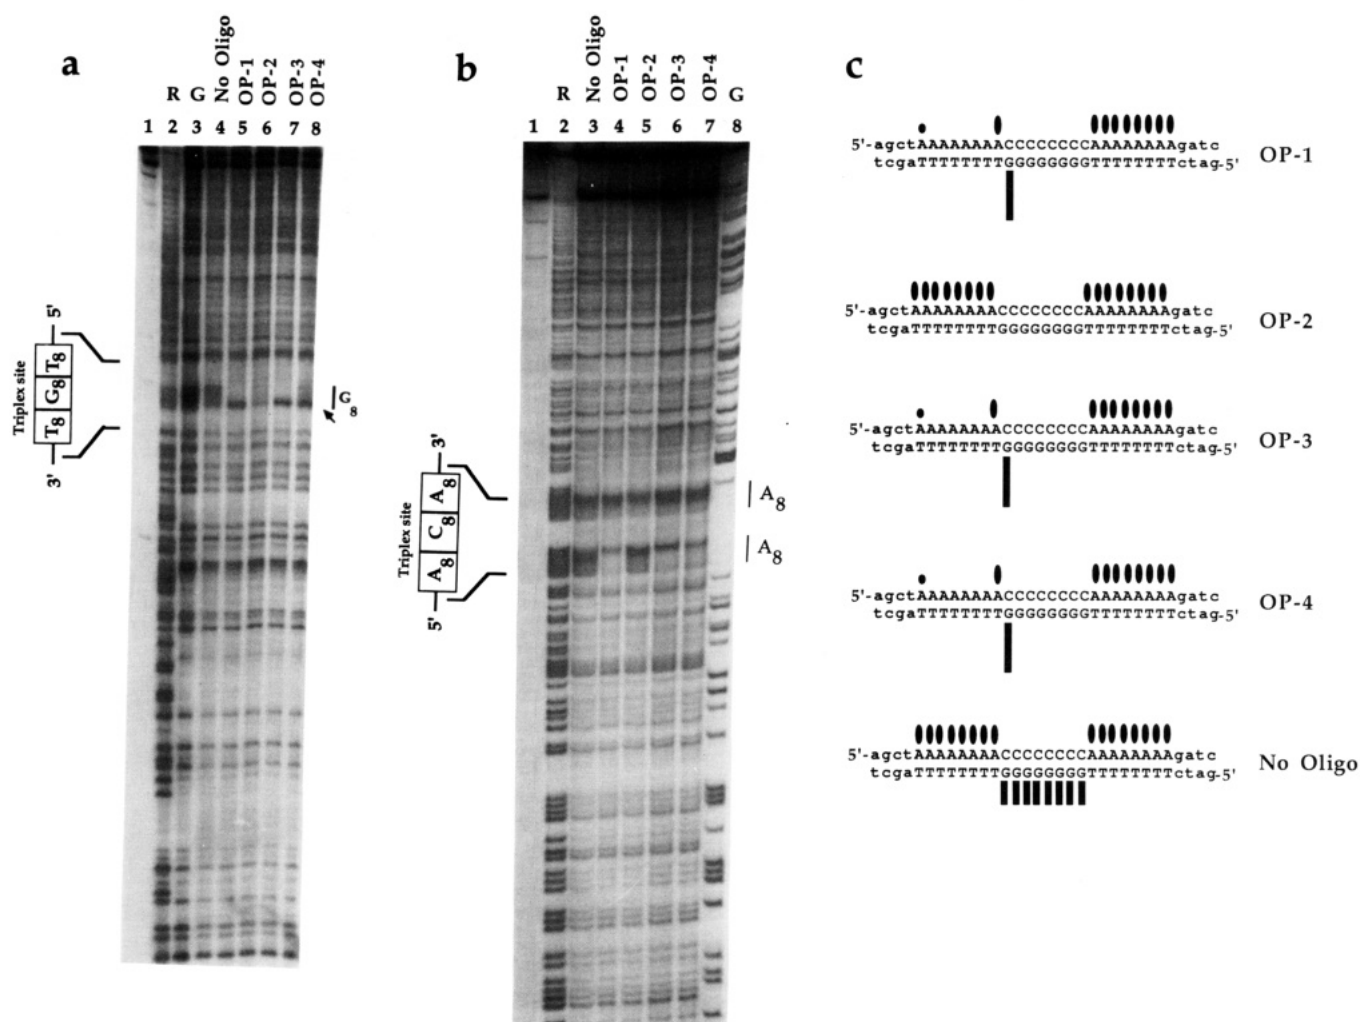 a
R G No Oligo OP-1 OP-2 OP-3 OP-4
1 2 3 4 5 6 7 8
Triplex site
5'
T8 G8 T8
3'
G8
b
R No Oligo OP-1 OP-2 OP-3 OP-4 G
1 2 3 4 5 6 7 8
Triplex site
3'
A8 C8 A8
5'
A8
A8
c
5'-agctAAAAAAAACCCCCCCCAAAAAAAAgatc
tcgaTTTTTTTTGGGGGGGGTTTTTTTTctag-5'
OP-1
5'-agctAAAAAAAACCCCCCCCAAAAAAAAgatc
tcgaTTTTTTTTGGGGGGGGTTTTTTTTctag-5'
OP-2
5'-agctAAAAAAAACCCCCCCCAAAAAAAAgatc
tcgaTTTTTTTTGGGGGGGGTTTTTTTTctag-5'
OP-3
5'-agctAAAAAAAACCCCCCCCAAAAAAAAgatc
tcgaTTTTTTTTGGGGGGGGTTTTTTTTctag-5'
OP-4
5'-agctAAAAAAAACCCCCCCCAAAAAAAAgatc
tcgaTTTTTTTTGGGGGGGGTTTTTTTTctag-5'
No Oligo